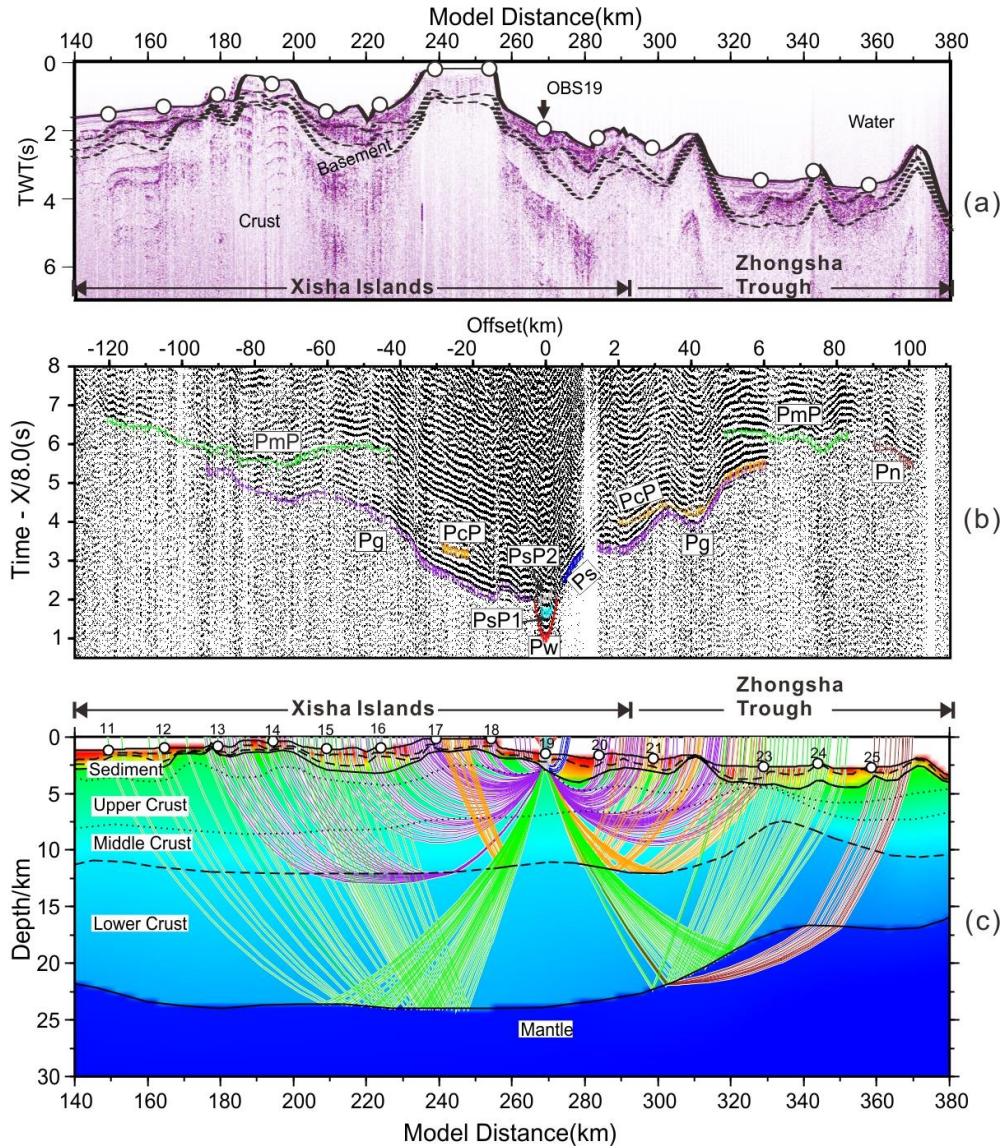 Model Distance(km)
140 160 180 200 220 240 260 280 300 320 340 360 380
0
2
4
6
TWT(s)
OBS19
Water
Basement
Crust
Xisha Islands
Zhongsha
Trough
(a)
Offset(km)
-120 -100 -80 -60 -40 -20 0 20 40 60 80 100
8
7
6
5
4
3
2
1
Time - X/8.0(s)
PmP
PmP
Pn
PcP
PcP
Pg
Pg
PsP2
Ps
PsP1
Pw
(b)
Xisha Islands
Zhongsha
Trough
11 12 13 14 15 16 17 18 19 20 21 23 24 25
0
5
10
15
20
25
30
Depth/km
Sediment
Upper Crust
Middle Crust
Lower Crust
Mantle
(c)
140 160 180 200 220 240 260 280 300 320 340 360 380
Model Distance(km)